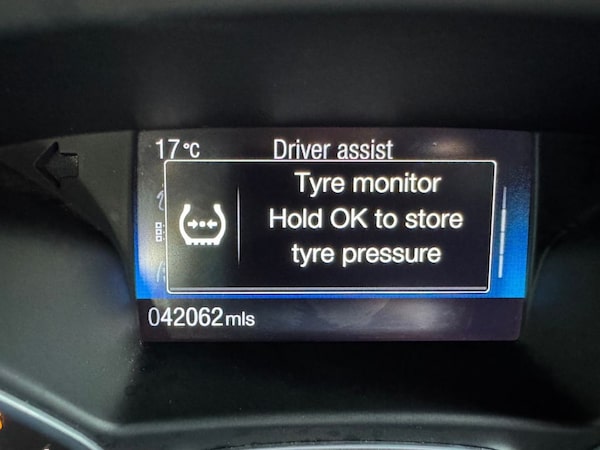 17 °C Driver assist
Tyre monitor
Hold OK to store
tyre pressure
042062 mls